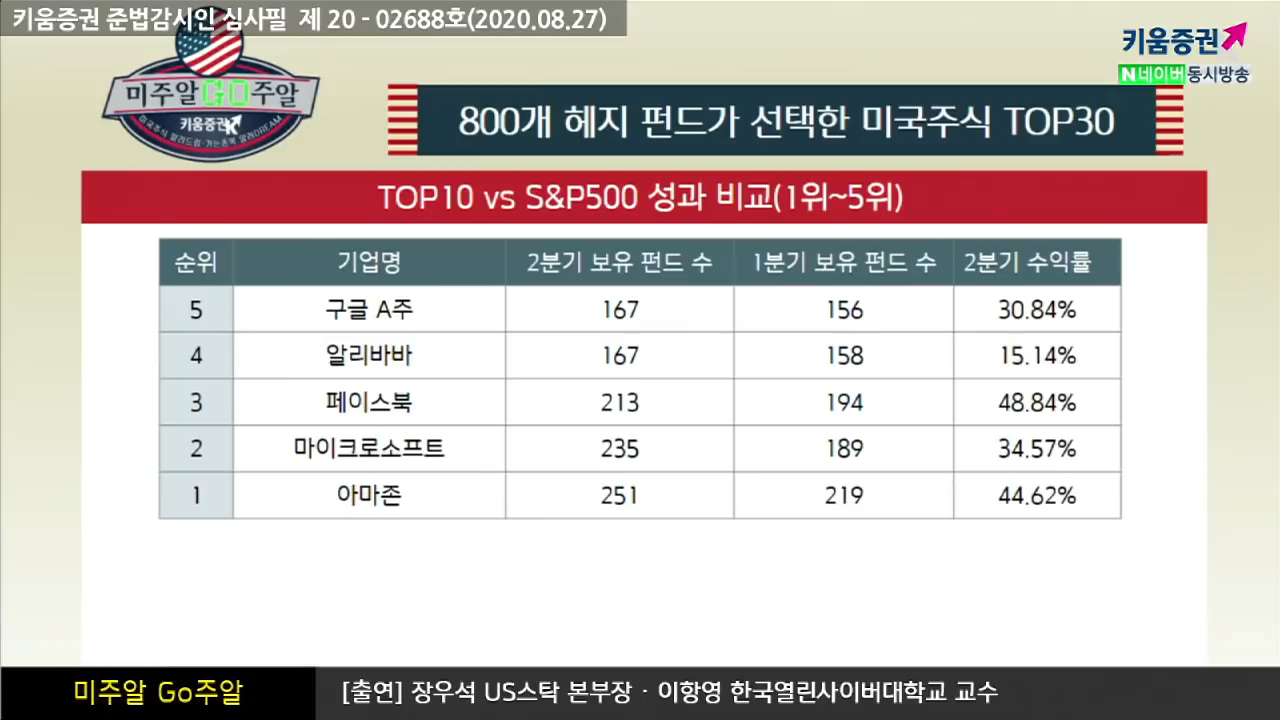 키움증권 준법감시인 심사필 제 20 - 02688호(2020.08.27)
키움증권
N 네이버 동시방송
미주알GO주알
키움증권
800개 헤지 펀드가 선택한 미국주식 TOP30
TOP10 vs S&P500 성과 비교(1위~5위)
순위 기업명 2분기 보유 펀드 수 1분기 보유 펀드 수 2분기 수익률
5 구글 A주 167 156 30.84%
4 알리바바 167 158 15.14%
3 페이스북 213 194 48.84%
2 마이크로소프트 235 189 34.57%
1 아마존 251 219 44.62%
미주알 Go주알
[출연] 장우석 US스탁 본부장 · 이항영 한국열린사이버대학교 교수